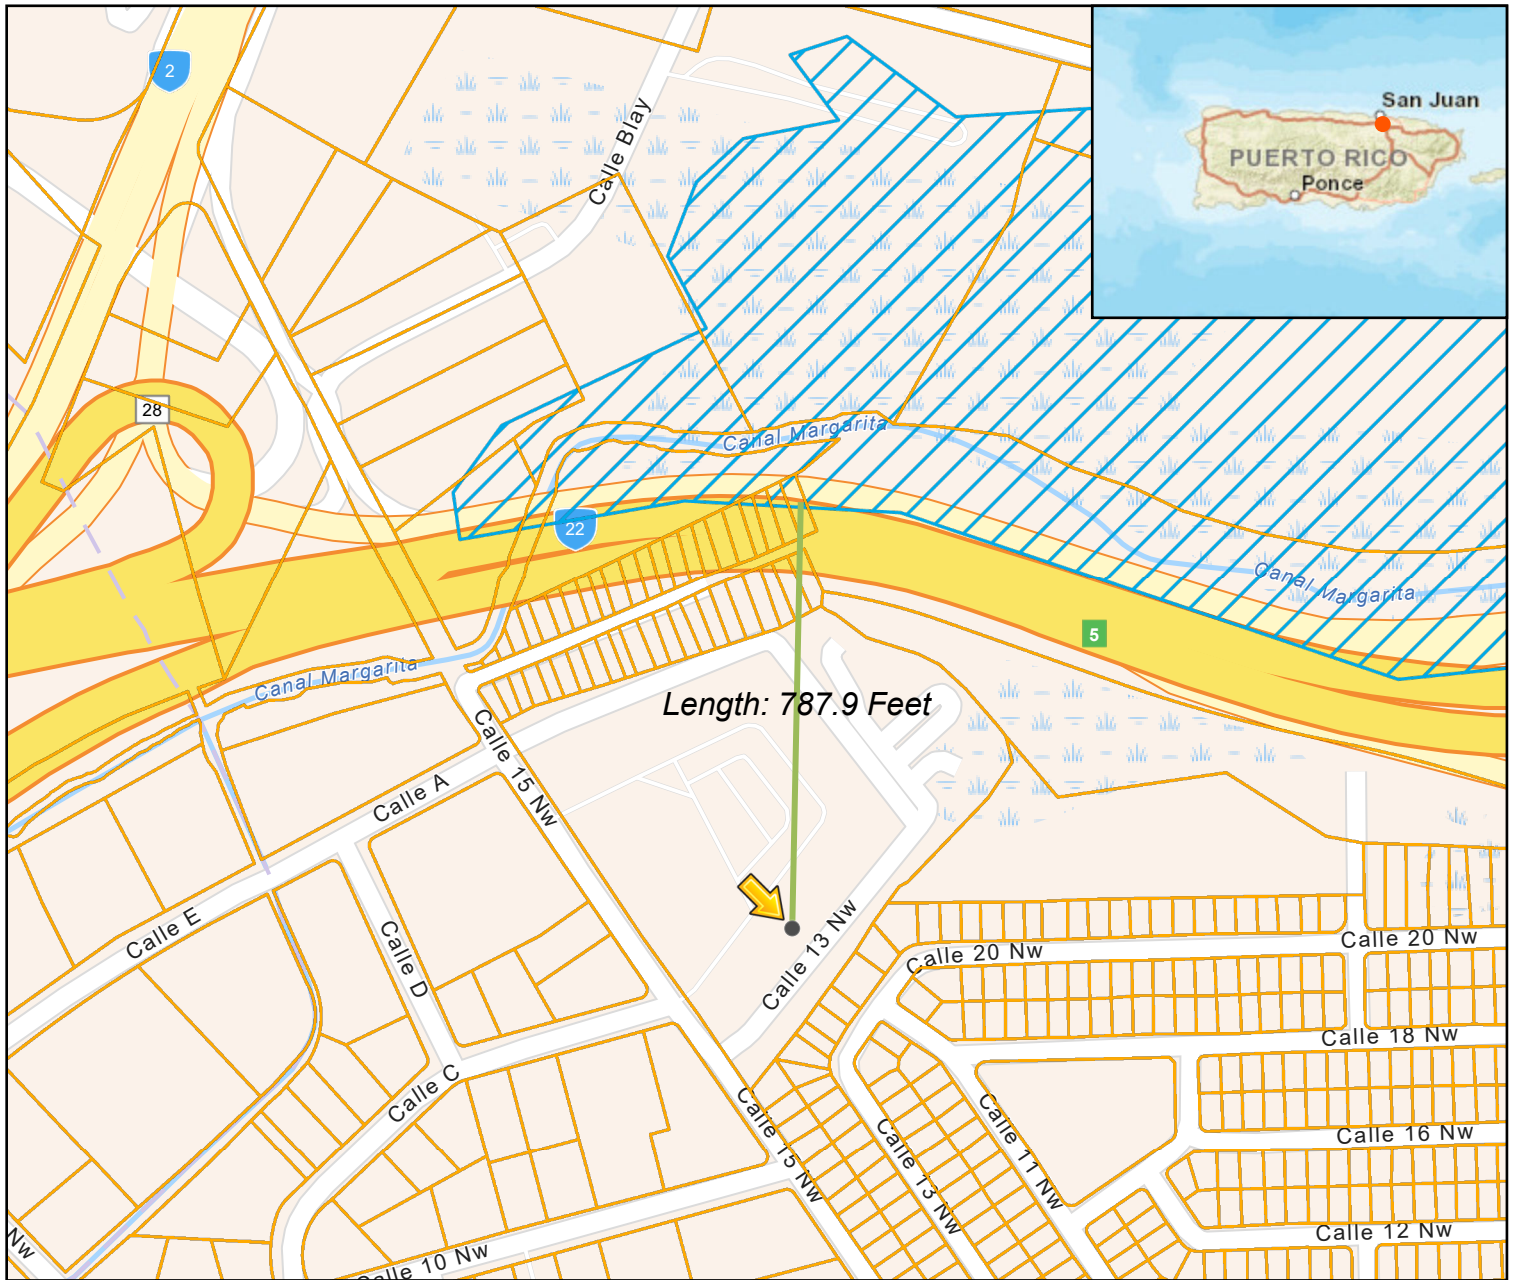 2
San Juan
PUERTO RICO
Ponce
Calle Blay
28
Canal Margarita
22
Canal Margarita
5
Canal Margarita
Length: 787.9 Feet
Calle 15 Nw
Calle A
Calle E
Calle D
Calle 13 Nw
Calle 20 Nw
Calle 20 Nw
Calle 18 Nw
Calle C
Calle 15 Nw
Calle 13 Nw
Calle 11 Nw
Calle 16 Nw
Calle 12 Nw
Nw
Calle 10 Nw